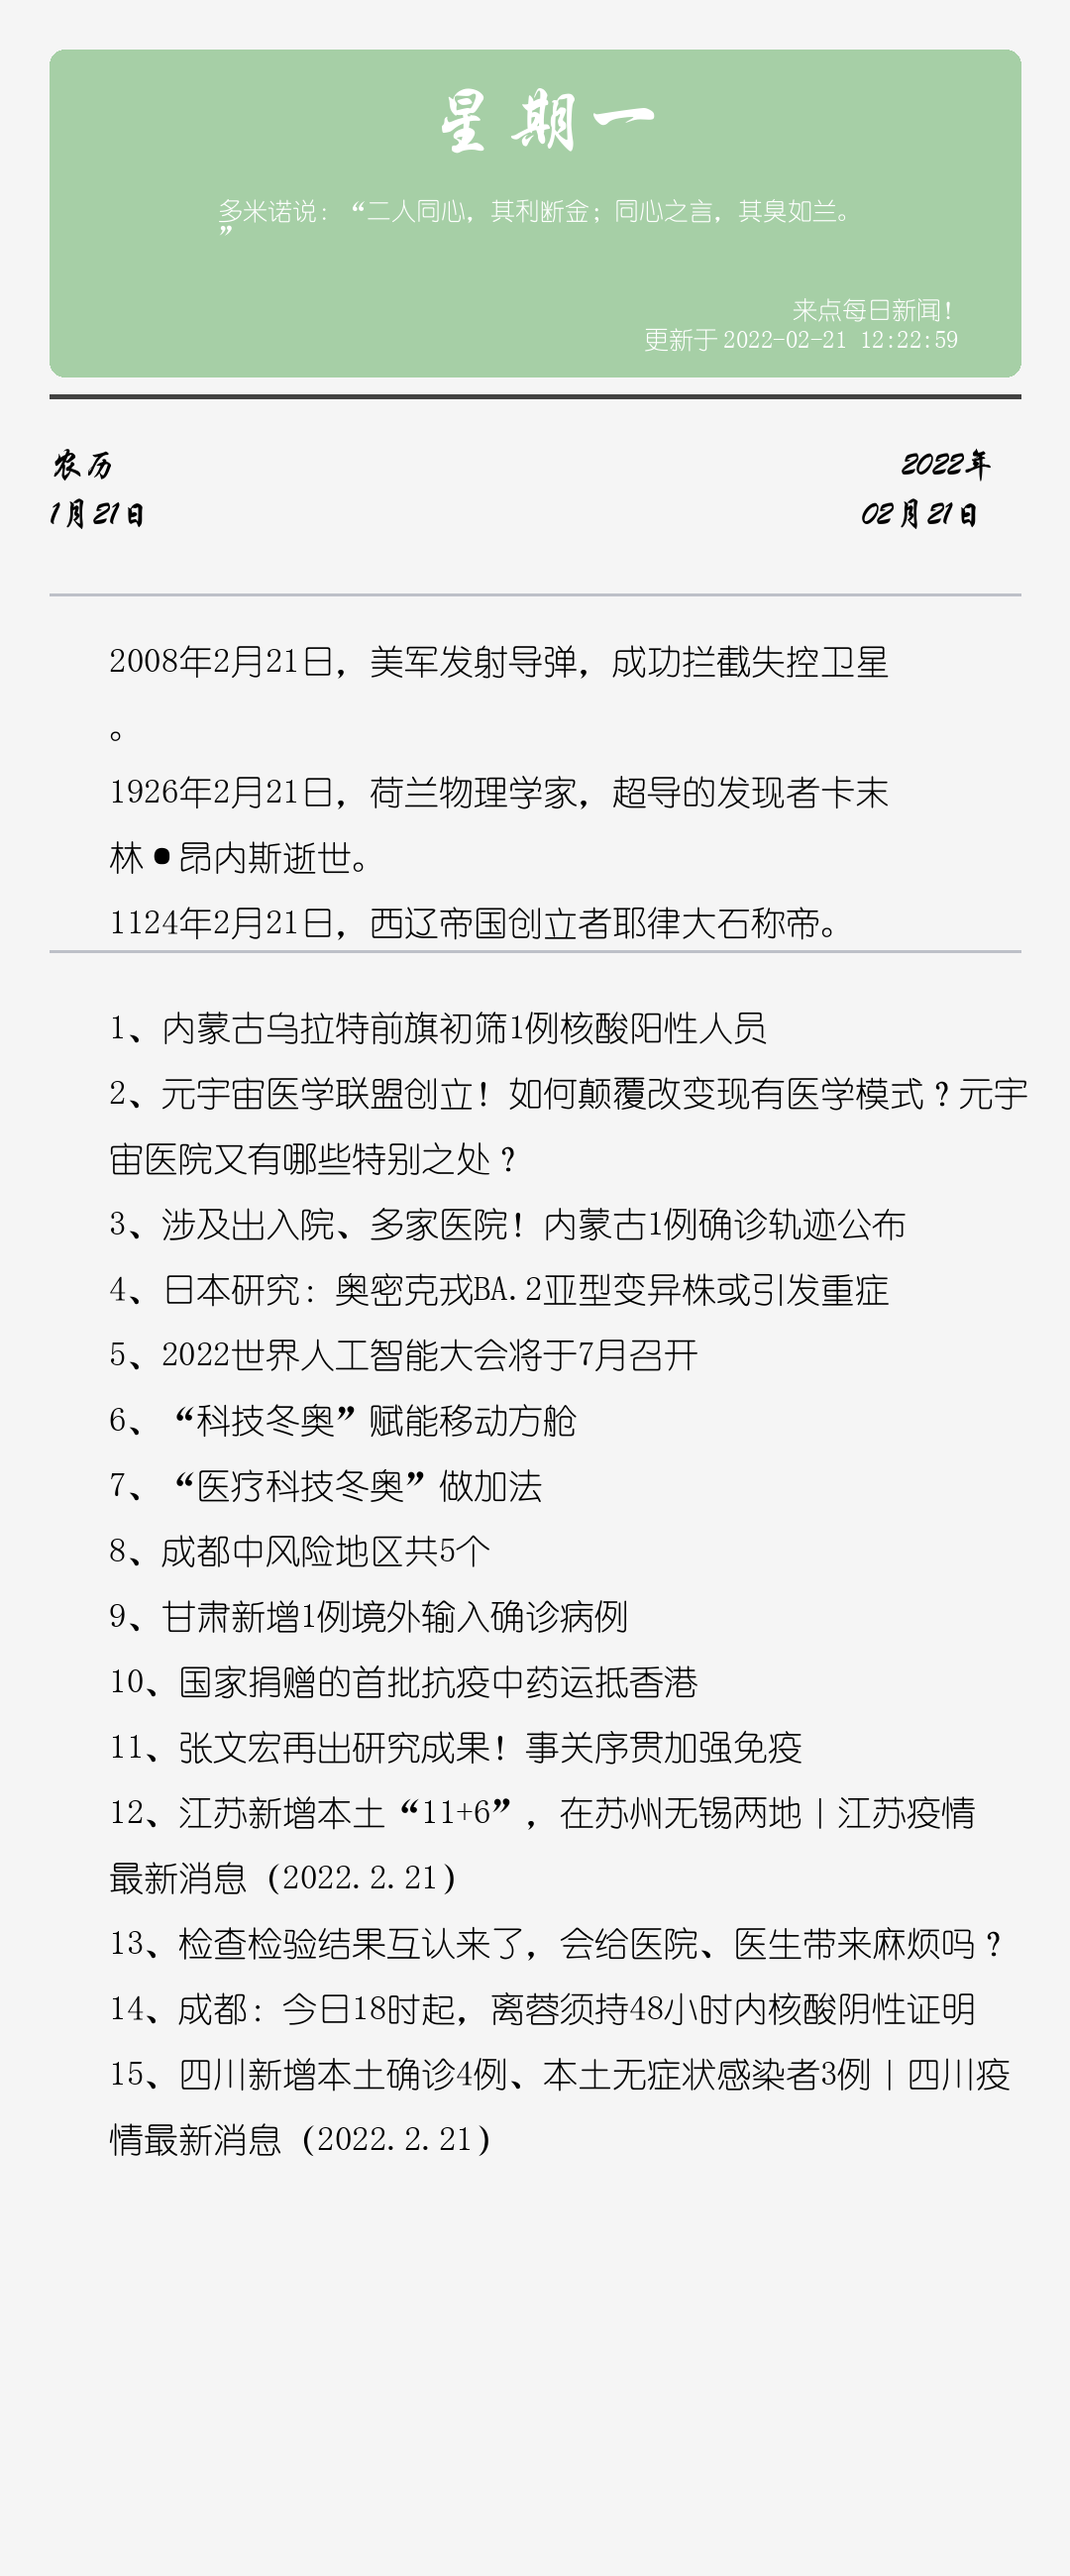 星期一
多米诺说：“二人同心，其利断金；同心之言，其臭如兰。
”
来点每日新闻！
更新于2022-02-21 12:22:59
农历
2022年
1月21日
02月21日
2008年2月21日，美军发射导弹，成功拦截失控卫星
。
1926年2月21日，荷兰物理学家，超导的发现者卡末
林•昂内斯逝世。
1124年2月21日，西辽帝国创立者耶律大石称帝。
1、内蒙古乌拉特前旗初筛1例核酸阳性人员
2、元宇宙医学联盟创立！如何颠覆改变现有医学模式？元宇
宙医院又有哪些特别之处？
3、涉及出入院、多家医院！内蒙古1例确诊轨迹公布
4、日本研究：奥密克戎BA.2亚型变异株或引发重症
5、2022世界人工智能大会将于7月召开
6、“科技冬奥”赋能移动方舱
7、“医疗科技冬奥”做加法
8、成都中风险地区共5个
9、甘肃新增1例境外输入确诊病例
10、国家捐赠的首批抗疫中药运抵香港
11、张文宏再出研究成果！事关序贯加强免疫
12、江苏新增本土“11+6”，在苏州无锡两地丨江苏疫情
最新消息（2022.2.21）
13、检查检验结果互认来了，会给医院、医生带来麻烦吗？
14、成都：今日18时起，离蓉须持48小时内核酸阴性证明
15、四川新增本土确诊4例、本土无症状感染者3例丨四川疫
情最新消息（2022.2.21）